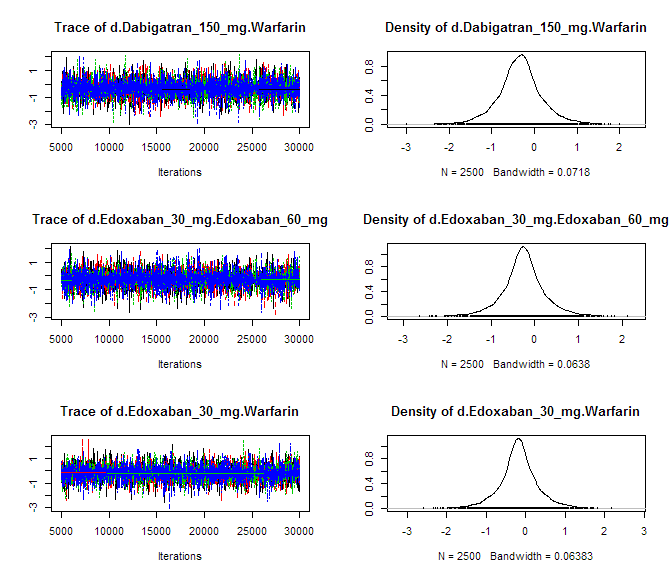 Trace of d.Dabigatran_150_mg.Warfarin
Density of d.Dabigatran_150_mg.Warfarin
1
-1
-3
5000 10000 15000 20000 25000 30000
Iterations
0.8
0.4
0.0
-3 -2 -1 0 1 2
N = 2500 Bandwidth = 0.0718
Trace of d.Edoxaban_30_mg.Edoxaban_60_mg
Density of d.Edoxaban_30_mg.Edoxaban_60_mg
1
-1
-3
5000 10000 15000 20000 25000 30000
Iterations
0.8
0.4
0.0
-3 -2 -1 0 1 2
N = 2500 Bandwidth = 0.0638
Trace of d.Edoxaban_30_mg.Warfarin
Density of d.Edoxaban_30_mg.Warfarin
1
-1
-3
5000 10000 15000 20000 25000 30000
Iterations
0.8
0.4
0.0
-3 -2 -1 0 1 2 3
N = 2500 Bandwidth = 0.06383